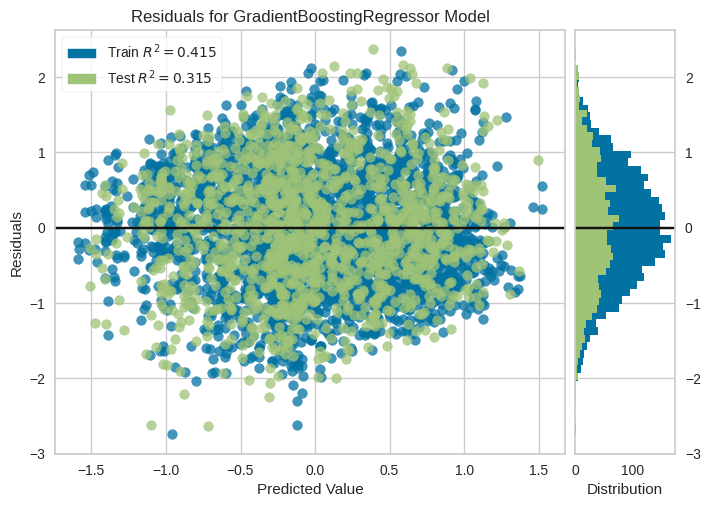 Residuals for GradientBoostingRegressor Model
Train R² = 0.415
Test R² = 0.315
Residuals
2
1
0
−1
−2
−3
−1.5 −1.0 −0.5 0.0 0.5 1.0 1.5
Predicted Value
2
1
0
−1
−2
−3
0 100
Distribution